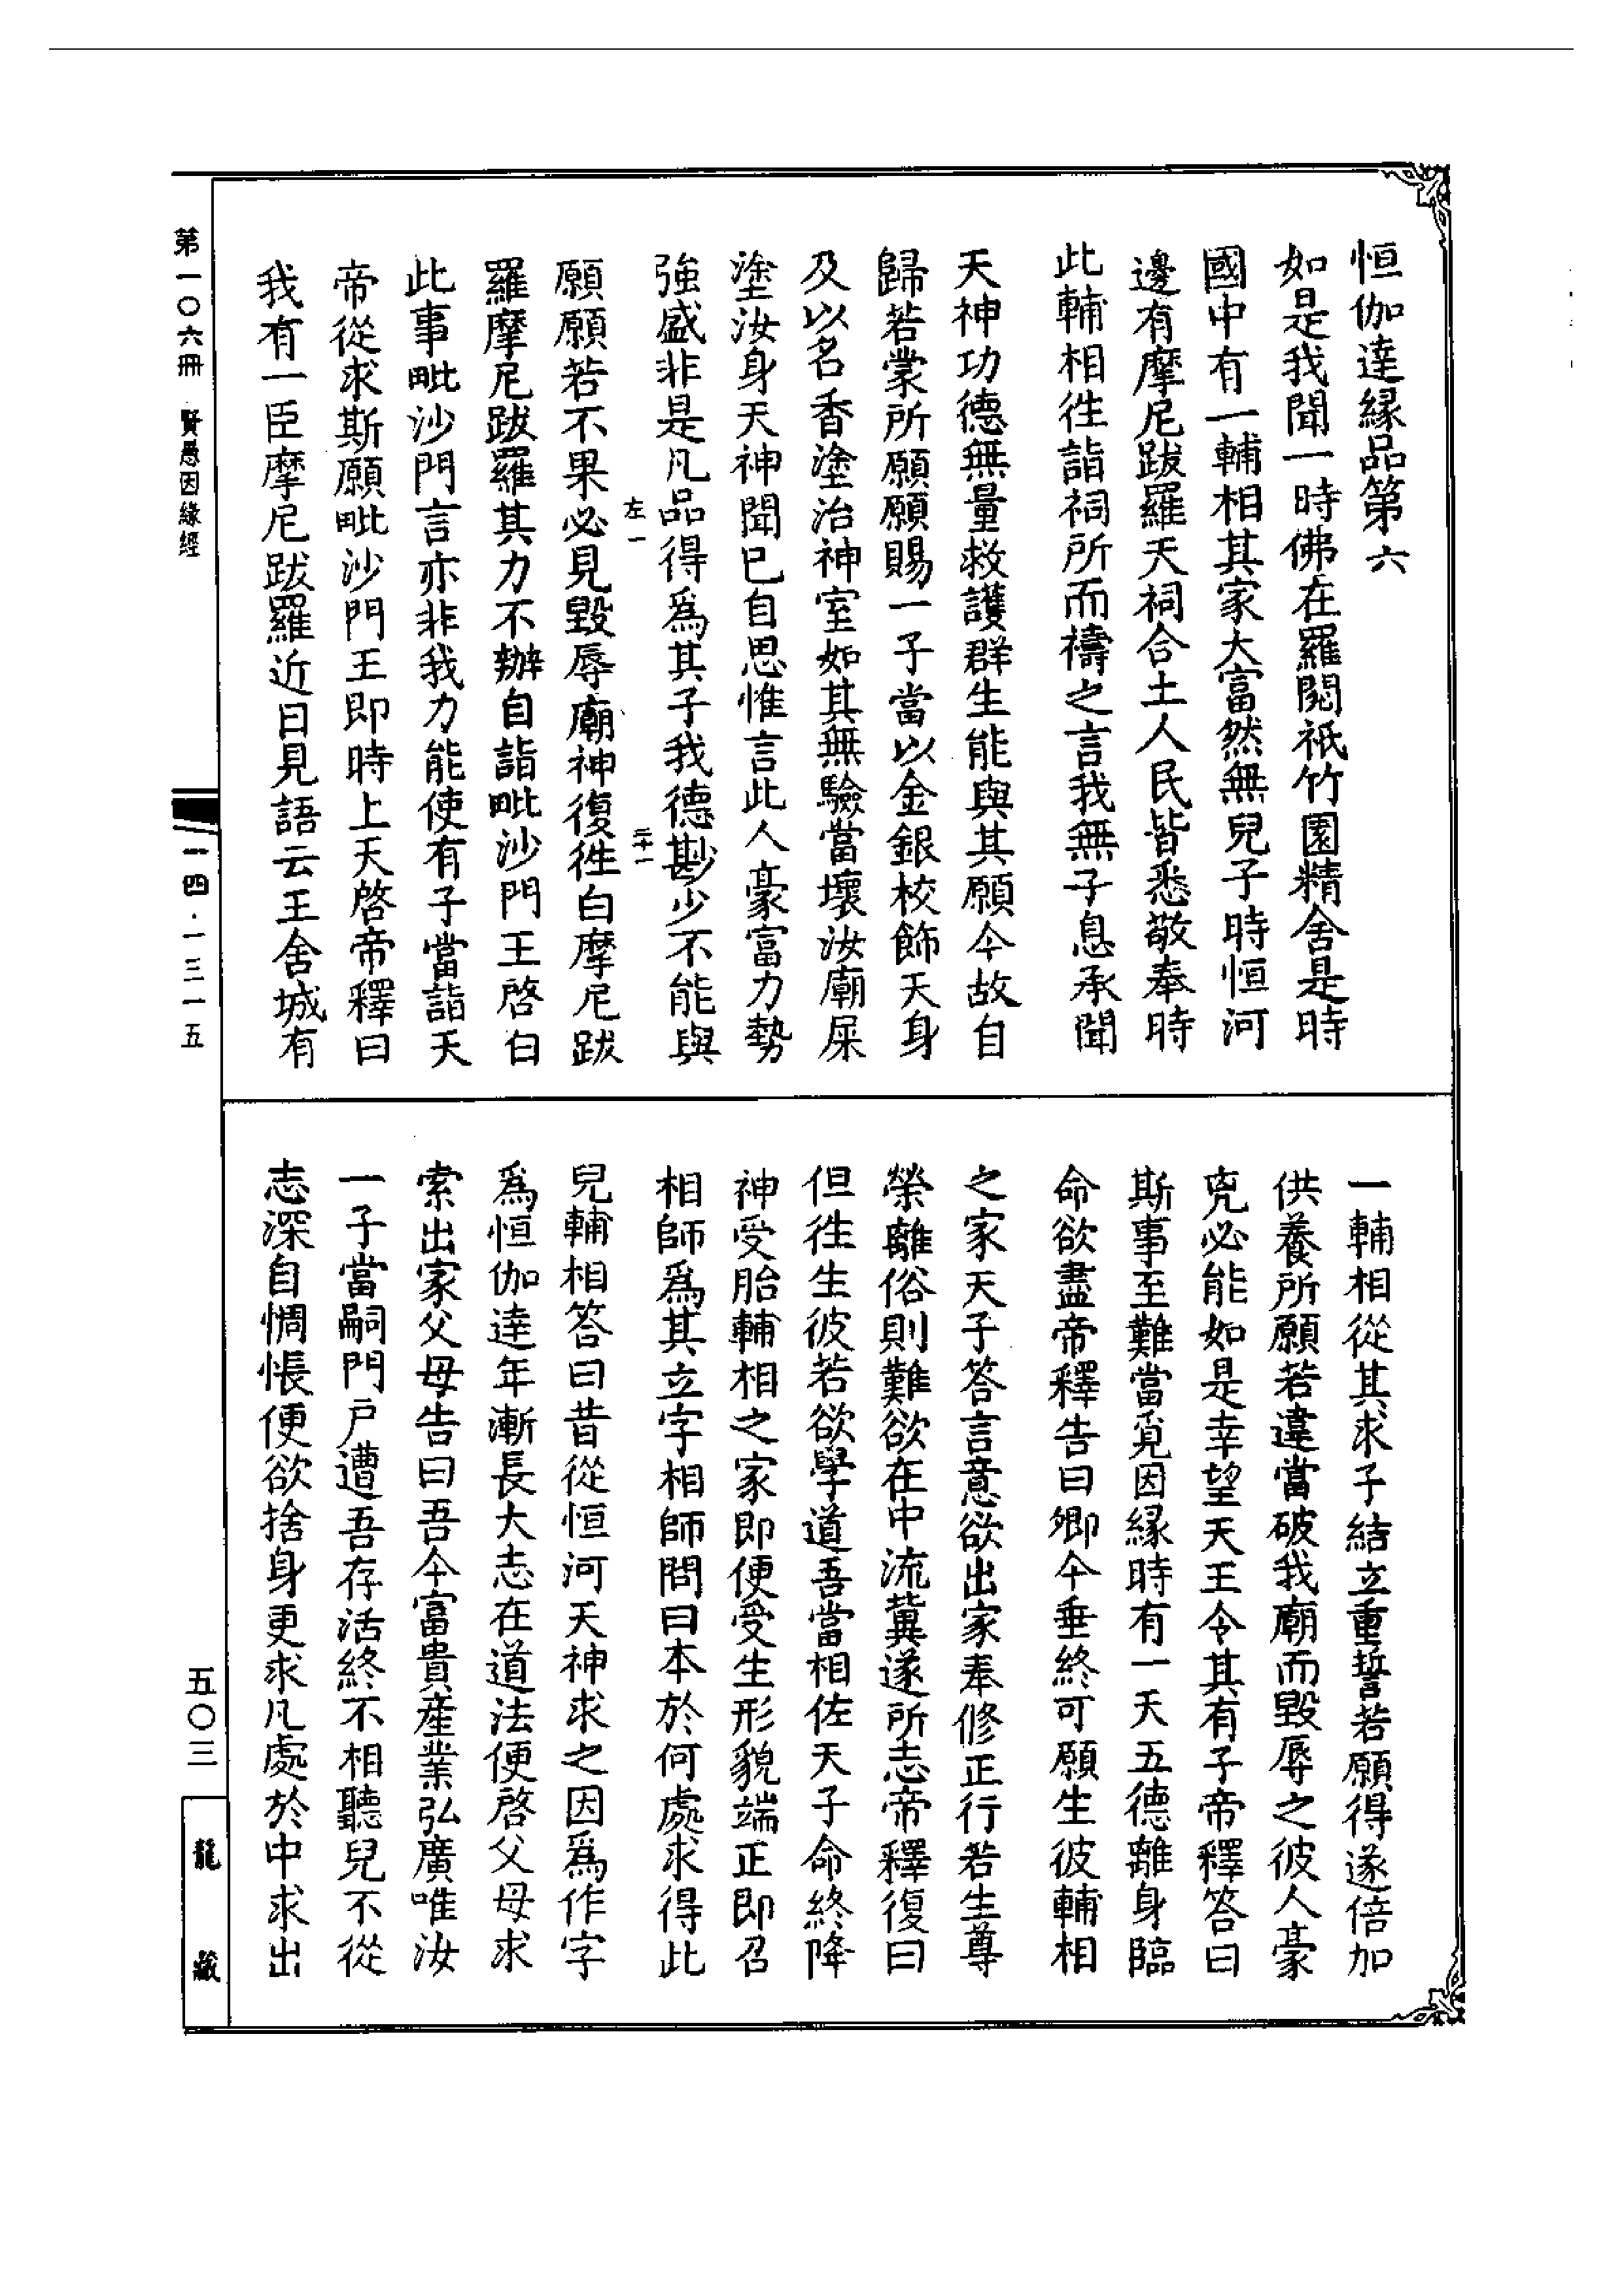 恒伽達縁品第六
如是我聞一時佛在羅閱祇竹園精舍是時
國中有一輔相其家大富然無兒子時恒河
邊有摩尼跋羅天祠合土人民皆悉敬奉時
此輔相徃詣祠所而禱之言我無子息承聞
天神功德無量救護群生能與其願今故自
歸若蒙所願願賜一子當以金銀校飾天身
及以名香塗治神室如其無驗當壞汝廟屎
塗汝身天神聞已自思惟言此人豪富力勢
強盛非是凡品得爲其子我德尠少不能與
左一
三十一
願願若不果必見毀辱廟神復徃白摩尼跋
羅摩尼跋羅其力不辦自詣毗沙門王啓白
此事毗沙門言亦非我力能使有子當詣天
帝從求斯願毗沙門王即時上天啓帝釋曰
我有一臣摩尼跋羅近日見語云王舍城有
一輔相從其求子結立重誓若願得遂倍加
供養所願若違當破我廟而毀辱之彼人豪
兇必能如是幸望天王令其有子帝釋答曰
斯事至難當覓因縁時有一天五德離身臨
命欲盡帝釋告曰卿今垂終可願生彼輔相
之家天子答言意欲出家奉修正行若生尊
榮離俗則難欲在中流冀遂所志帝釋復曰
但徃生彼若欲學道吾當相佐天子命終降
神受胎輔相之家即便受生形貌端正即召
相師爲其立字相師問曰本於何處求得此
兒輔相答曰昔從恒河天神求之因爲作字
爲恒伽達年漸長大志在道法便啓父母求
索出家父母告曰吾今富貴產業弘廣唯汝
一子當嗣門戶遭吾存活終不相聽兒不從
志深自惆悵便欲捨身更求凡處於中求出
第一〇六冊 賢愚因緣經
一四·一三一五
五〇三
龍藏